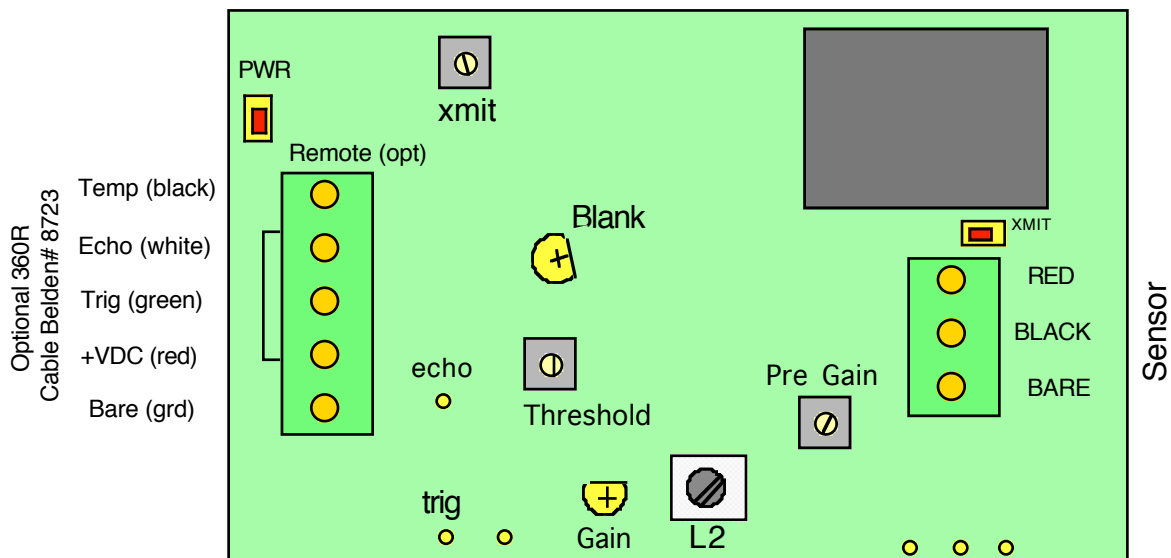 PWR
xmit
Remote (opt)
Optional 360R
Cable Belden# 8723
Temp (black)
Echo (white)
Trig (green)
+VDC (red)
Bare (grd)
Blank
echo
Threshold
trig
Gain
L2
Pre Gain
XMIT
RED
BLACK
BARE
Sensor